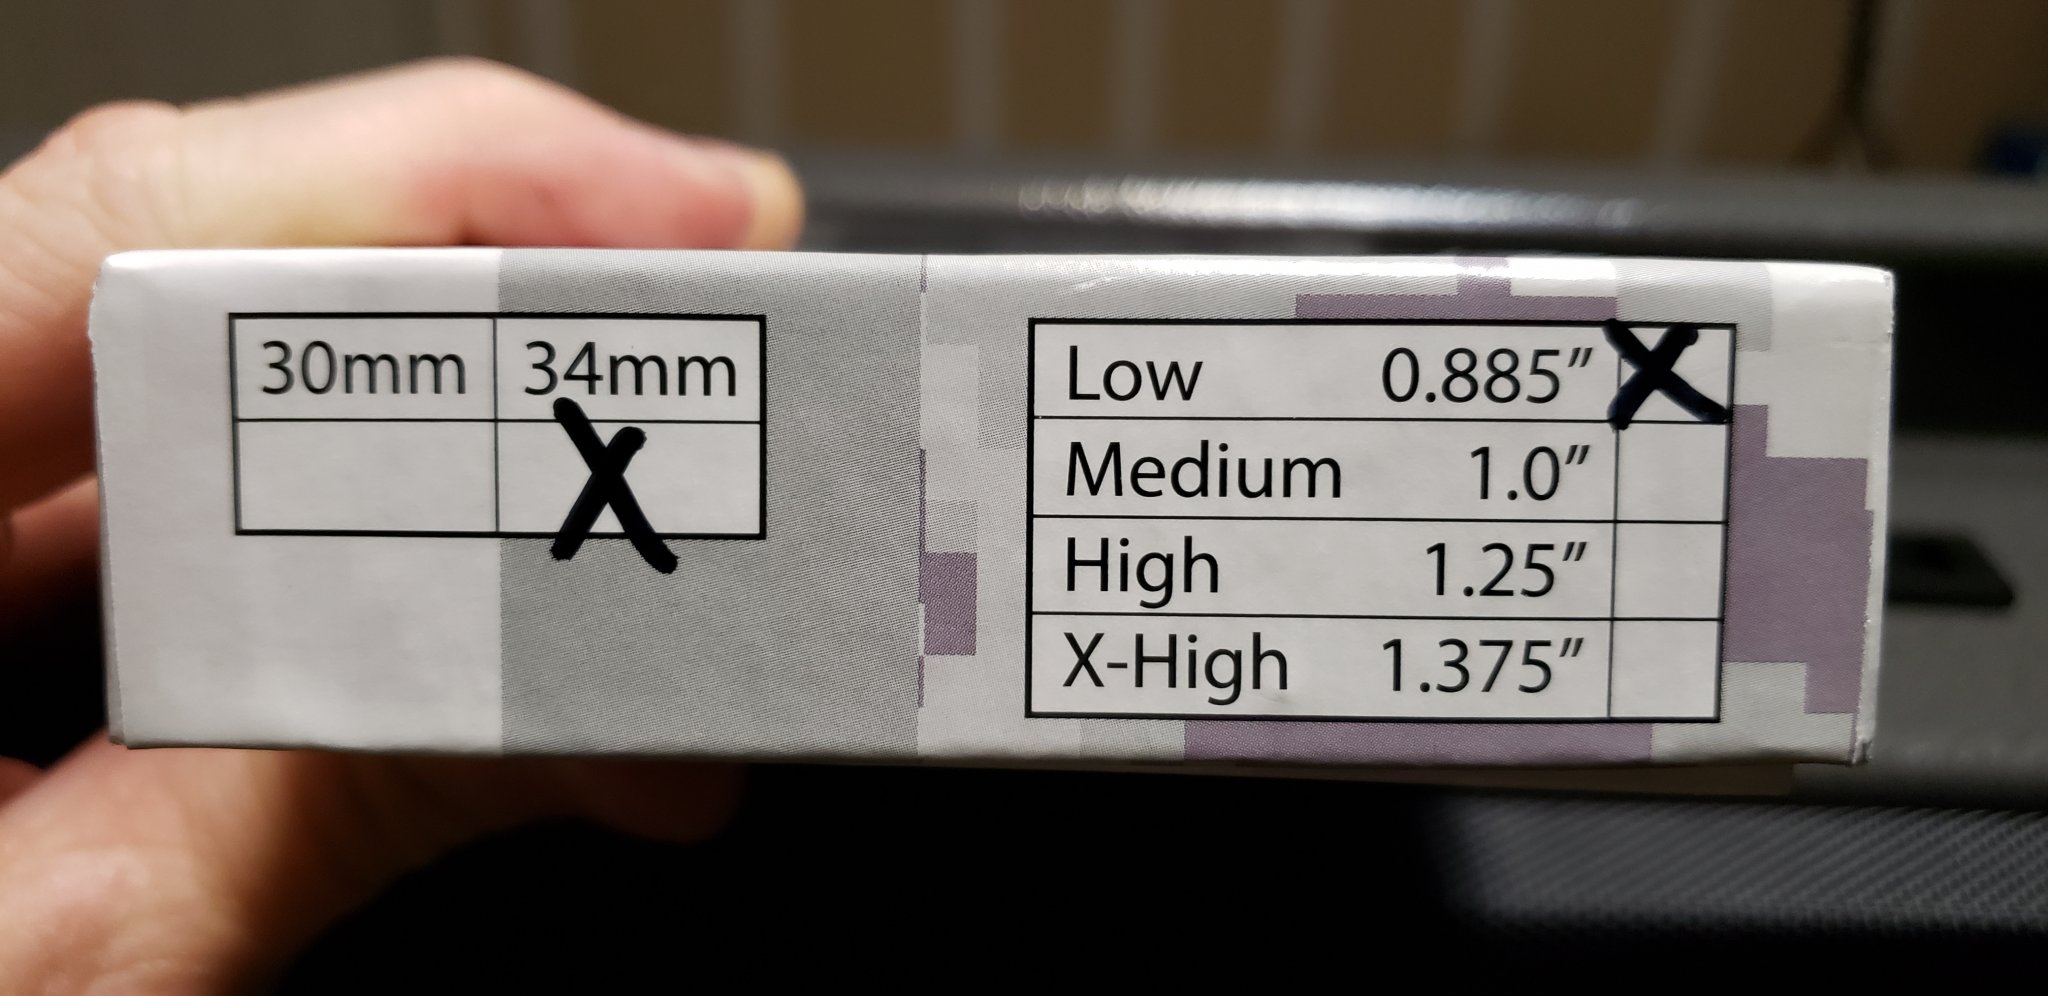 30mm 34mm
X
Low 0.885" X
Medium 1.0"
High 1.25"
X-High 1.375"